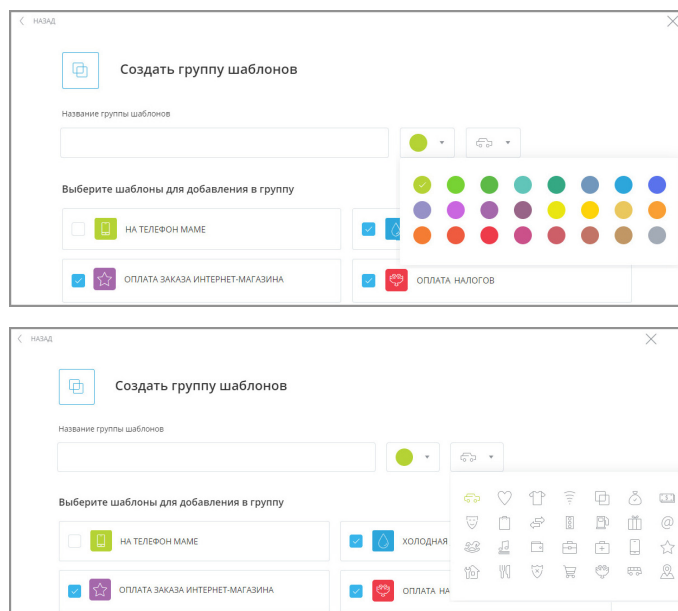 НАЗАД
Создать группу шаблонов
Название группы шаблонов
Выберите шаблоны для добавления в группу
НА ТЕЛЕФОН МАМЕ
ОПЛАТА ЗАКАЗА ИНТЕРНЕТ-МАГАЗИНА
ОПЛАТА НАЛОГОВ
НАЗАД
Создать группу шаблонов
Название группы шаблонов
Выберите шаблоны для добавления в группу
НА ТЕЛЕФОН МАМЕ
ХОЛОДНАЯ
ОПЛАТА ЗАКАЗА ИНТЕРНЕТ-МАГАЗИНА
ОПЛАТА НА